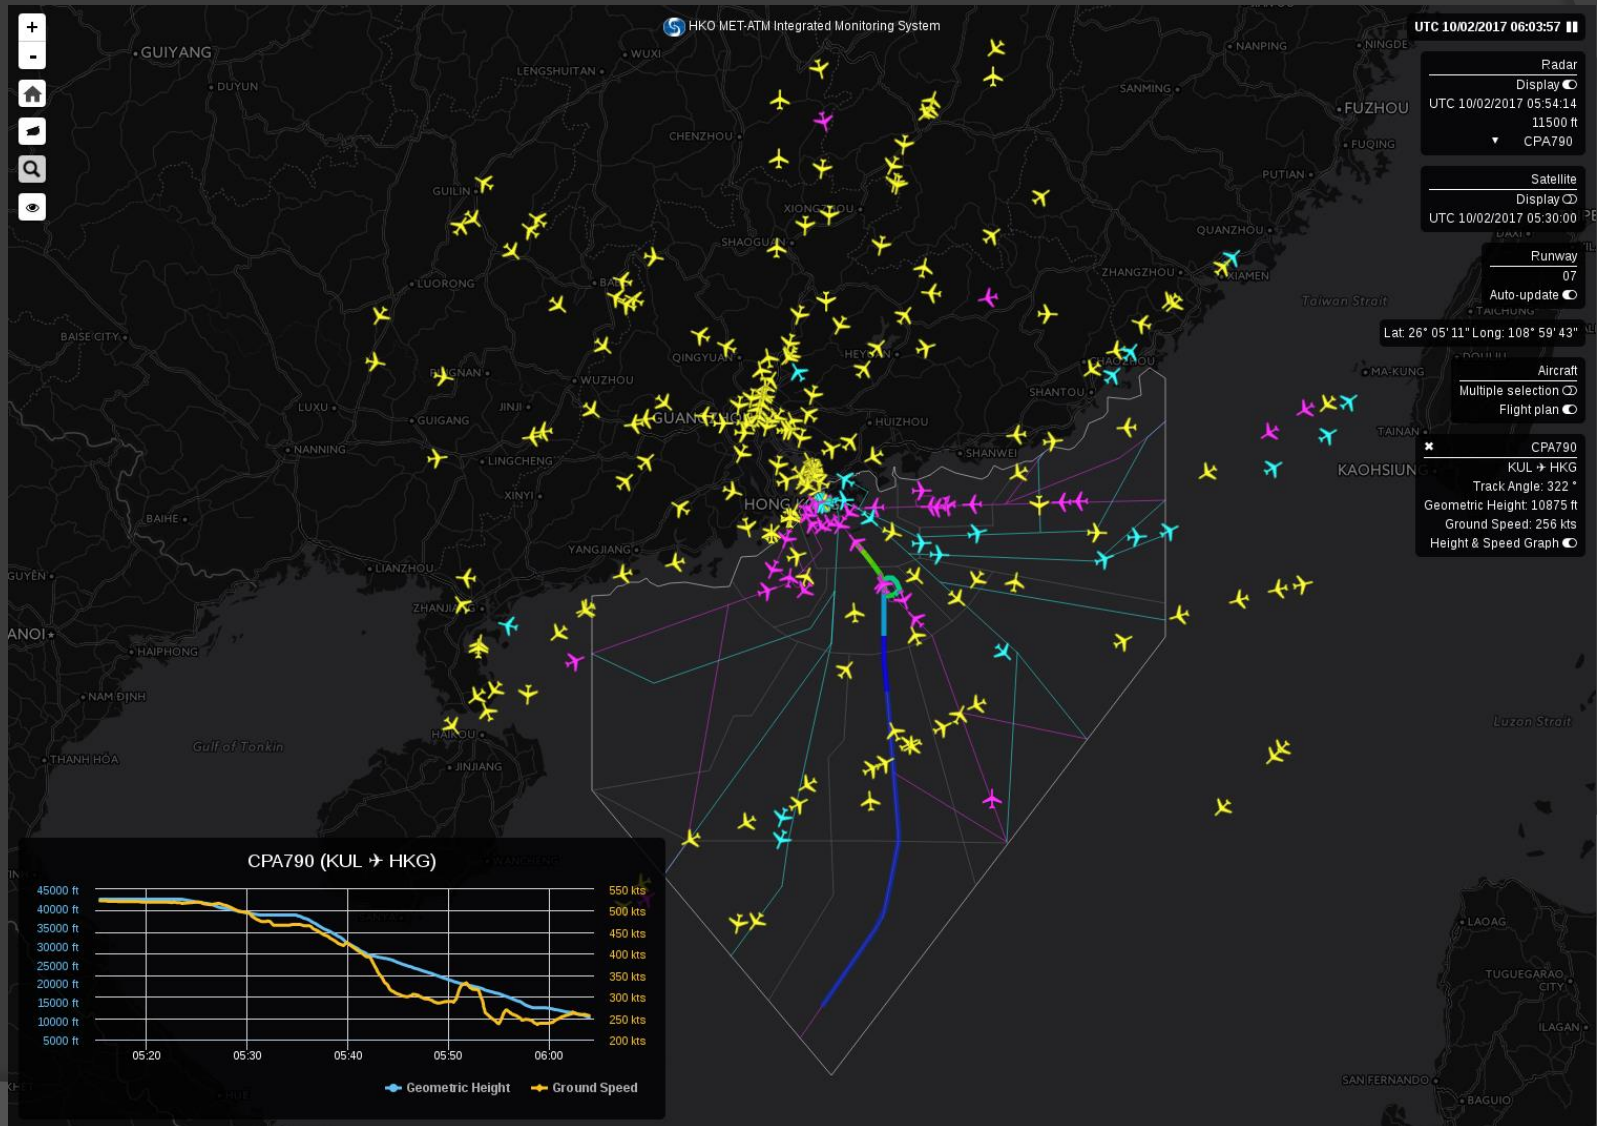 +
HKO MET-ATM Integrated Monitoring System
UTC 10/02/2017 06:03:57
-
GUIYANG
WUXI
NANPING
NINGDE
LENGSHUITAN
DUYUN
SANMING
FUZHOU
CHENZHOU
FUQING
Radar
Display
UTC 10/02/2017 05:54:14
11500 ft
CPA790
GUILIN
PUTIAN
Satellite
Display
UTC 10/02/2017 05:30:00
SHAOGUAN
QUANZHOU
DAXI
LUORONG
ZHANGZHOU
XIAMEN
Runway
07
Auto-update
Taiwan Strait
TAICHUNG
BAISE CITY
Lat: 26° 05' 11" Long: 108° 59' 43"
QINGYUAN
DOULIU
MA-KUNG
Aircraft
Multiple selection
Flight plan
WUZHOU
SHANTOU
LUXU
JINJI
GUIGANG
HUIZHOU
TAINAN
NANNING
LINGCHENG
SHANWEI
KAOHSIUNG
CPA790
KUL ✈ HKG
Track Angle: 322 °
Geometric Height: 10875 ft
Ground Speed: 256 kts
Height & Speed Graph
XINYI
BAIHE
YANGJIANG
LIANZHOU
ZHANJIANG
HAIPHONG
NAM ĐỊNH
HAIKOU
Gulf of Tonkin
Luzon Strait
THANH HÓA
JINJIANG
WANCHENG
CPA790 (KUL ✈ HKG)
45000 ft
550 kts
40000 ft
500 kts
35000 ft
450 kts
30000 ft
400 kts
25000 ft
350 kts
20000 ft
300 kts
15000 ft
250 kts
10000 ft
200 kts
5000 ft
05:20
05:30
05:40
05:50
06:00
Geometric Height
Ground Speed
LAOAG
TUGUEGARAO
CITY
ILAGAN
SAN FERNANDO
BAGUIO
HUẾ